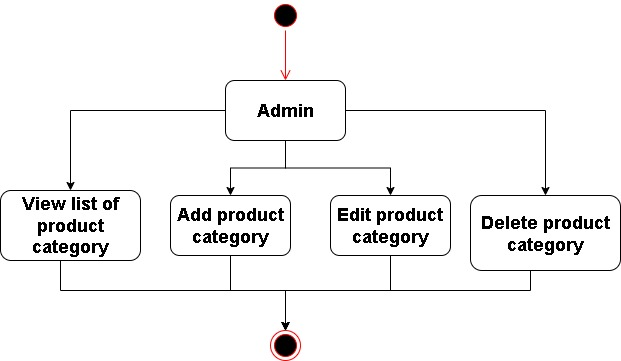 Admin
View list of
product
category
Add product
category
Edit product
category
Delete product
category